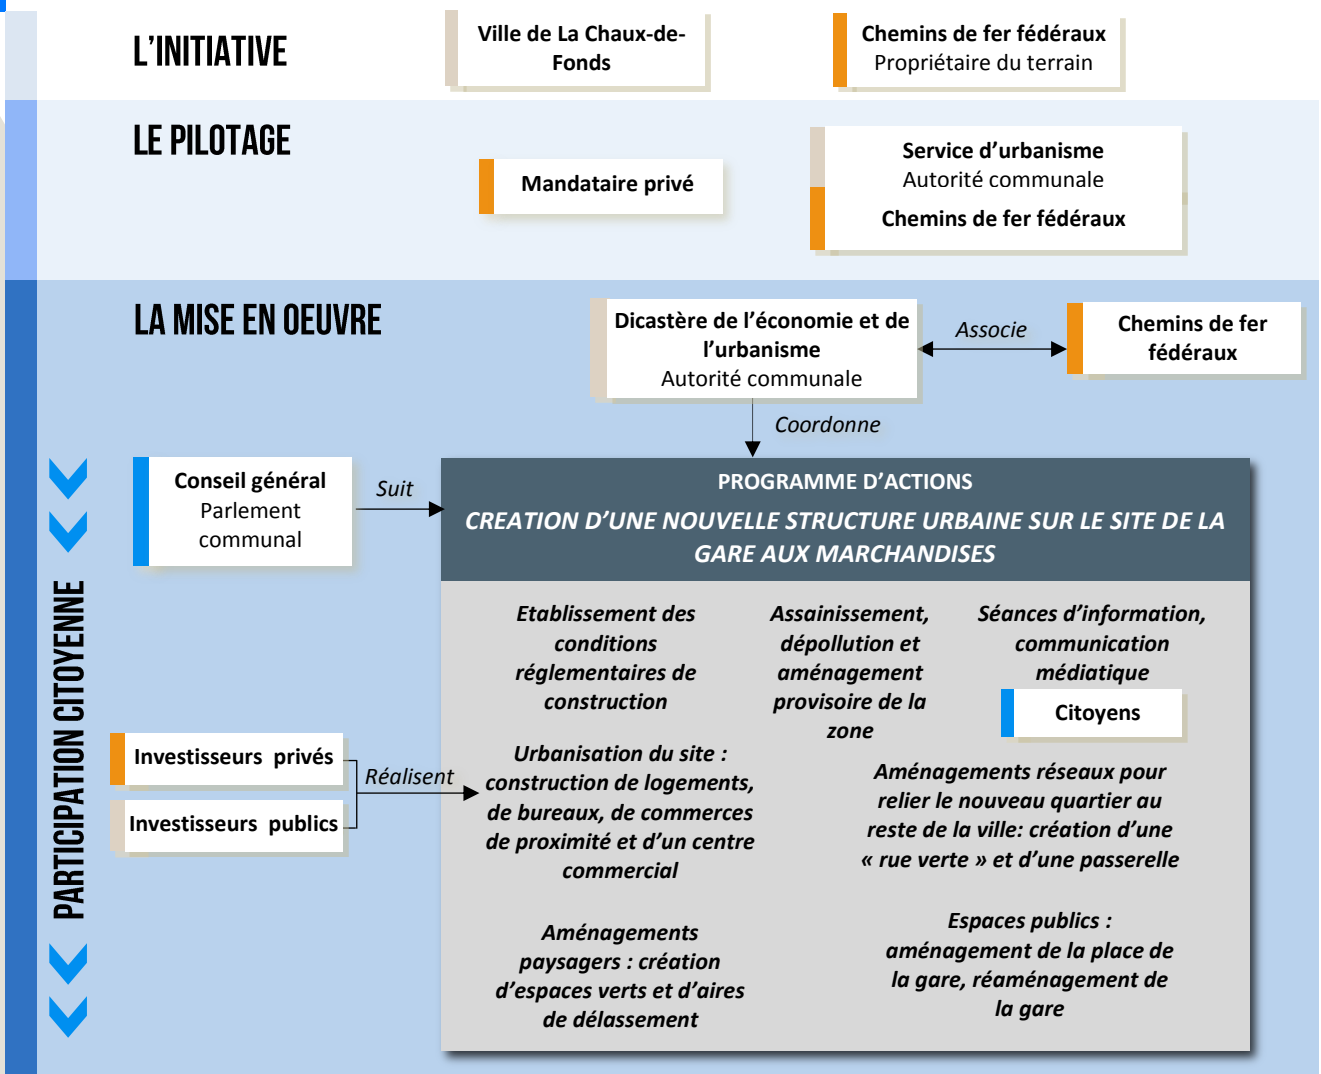 L'INITIATIVE
Ville de La Chaux-de-
Fonds
Chemins de fer fédéraux
Propriétaire du terrain
LE PILOTAGE
Mandataire privé
Service d’urbanisme
Autorité communale
Chemins de fer fédéraux
LA MISE EN OEUVRE
Dicastère de l’économie et de
l’urbanisme
Autorité communale
Associe
Chemins de fer
fédéraux
Coordonne
Conseil général
Parlement
communal
Suit
PROGRAMME D’ACTIONS
CREATION D’UNE NOUVELLE STRUCTURE URBAINE SUR LE SITE DE LA
GARE AUX MARCHANDISES
PARTICIPATION CITOYENNE
Etablissement des
conditions
réglementaires de
construction
Assainissement,
dépollution et
aménagement
provisoire de la
zone
Séances d’information,
communication
médiatique
Citoyens
Investisseurs privés
Investisseurs publics
Réalisent
Urbanisation du site :
construction de logements,
de bureaux, de commerces
de proximité et d’un centre
commercial
Aménagements réseaux pour
relier le nouveau quartier au
reste de la ville: création d’une
« rue verte » et d’une passerelle
Aménagements
paysagers : création
d’espaces verts et d’aires
de délassement
Espaces publics :
aménagement de la place de
la gare, réaménagement de
la gare